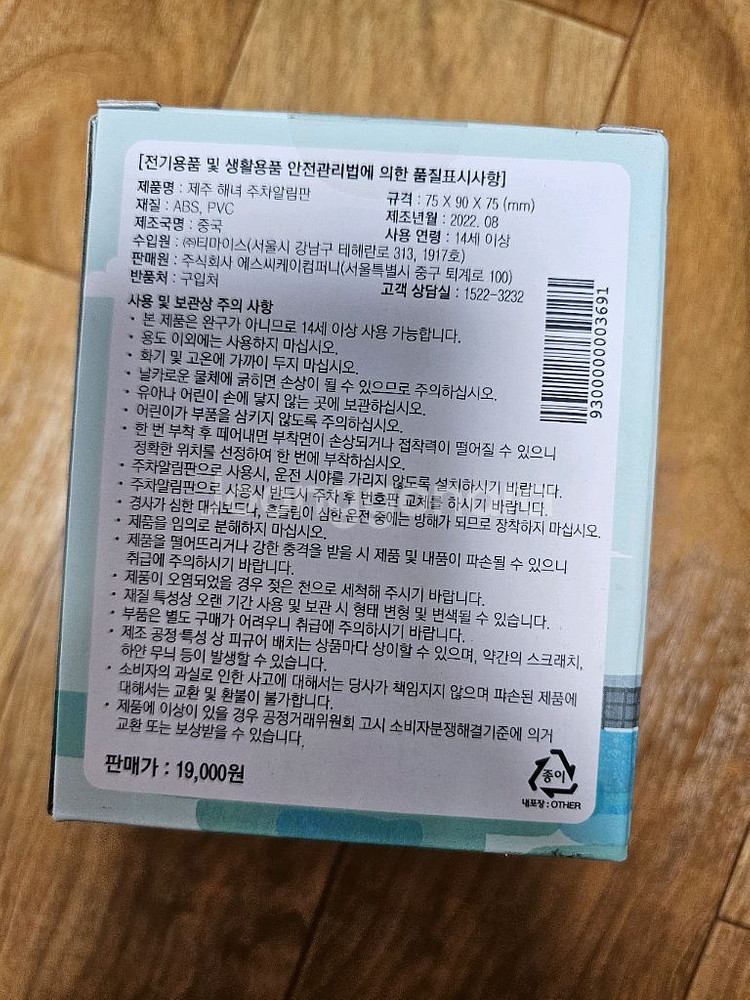 [전기용품 및 생활용품 안전관리법에 의한 품질표시사항]
제품명 : 제주 해녀 주차알림판
규격 : 75 X 90 X 75 (mm)
재질 : ABS, PVC
제조년월 : 2022. 08
제조국명 : 중국
사용 연령 : 14세 이상
수입원 : ㈜티마이스(서울시 강남구 테헤란로 313, 1917호)
판매원 : 주식회사 에스씨케이컴퍼니(서울특별시 중구 퇴계로 100)
반품처 : 구입처
고객 상담실 : 1522-3232
사용 및 보관상 주의 사항
• 본 제품은 완구가 아니므로 14세 이상 사용 가능합니다.
• 용도 이외에는 사용하지 마십시오.
• 화기 및 고온에 가까이 두지 마십시오.
• 날카로운 물체에 긁히면 손상이 될 수 있으므로 주의하십시오.
• 유아나 어린이 손에 닿지 않는 곳에 보관하십시오.
• 어린이가 부품을 삼키지 않도록 주의하십시오.
• 한 번 부착 후 떼어내면 부착면이 손상되거나 접착력이 떨어질 수 있으니
정확한 위치를 선정하여 한 번에 부착하십시오.
• 주차알림판으로 사용시, 운전 시야를 가리지 않도록 설치하시기 바랍니다.
• 주차알림판으로 사용시 반드시 주차 후 번호판 교체를 하시기 바랍니다.
• 경사가 심한 대쉬보드나, 흔들림이 심한 운전 중에는 방해가 되므로 장착하지 마십시오.
• 제품을 임의로 분해하지 마십시오.
• 제품을 떨어뜨리거나 강한 충격을 받을 시 제품 및 내품이 파손될 수 있으니
취급에 주의하시기 바랍니다.
• 제품이 오염되었을 경우 젖은 천으로 세척해 주시기 바랍니다.
• 재질 특성상 오랜 기간 사용 및 보관 시 형태 변형 및 변색될 수 있습니다.
• 부품은 별도 구매가 어려우니 취급에 주의하시기 바랍니다.
• 제조 공정 특성 상 피규어 배치는 상품마다 상이할 수 있으며, 약간의 스크래치,
하얀 무늬 등이 발생할 수 있습니다.
• 소비자의 과실로 인한 사고에 대해서는 당사가 책임지지 않으며 파손된 제품에
대해서는 교환 및 환불이 불가합니다.
• 제품에 이상이 있을 경우 공정거래위원회 고시 소비자분쟁해결기준에 의거
교환 또는 보상받을 수 있습니다.
판매가 : 19,000원
9300000003691
종이
내포장 : OTHER